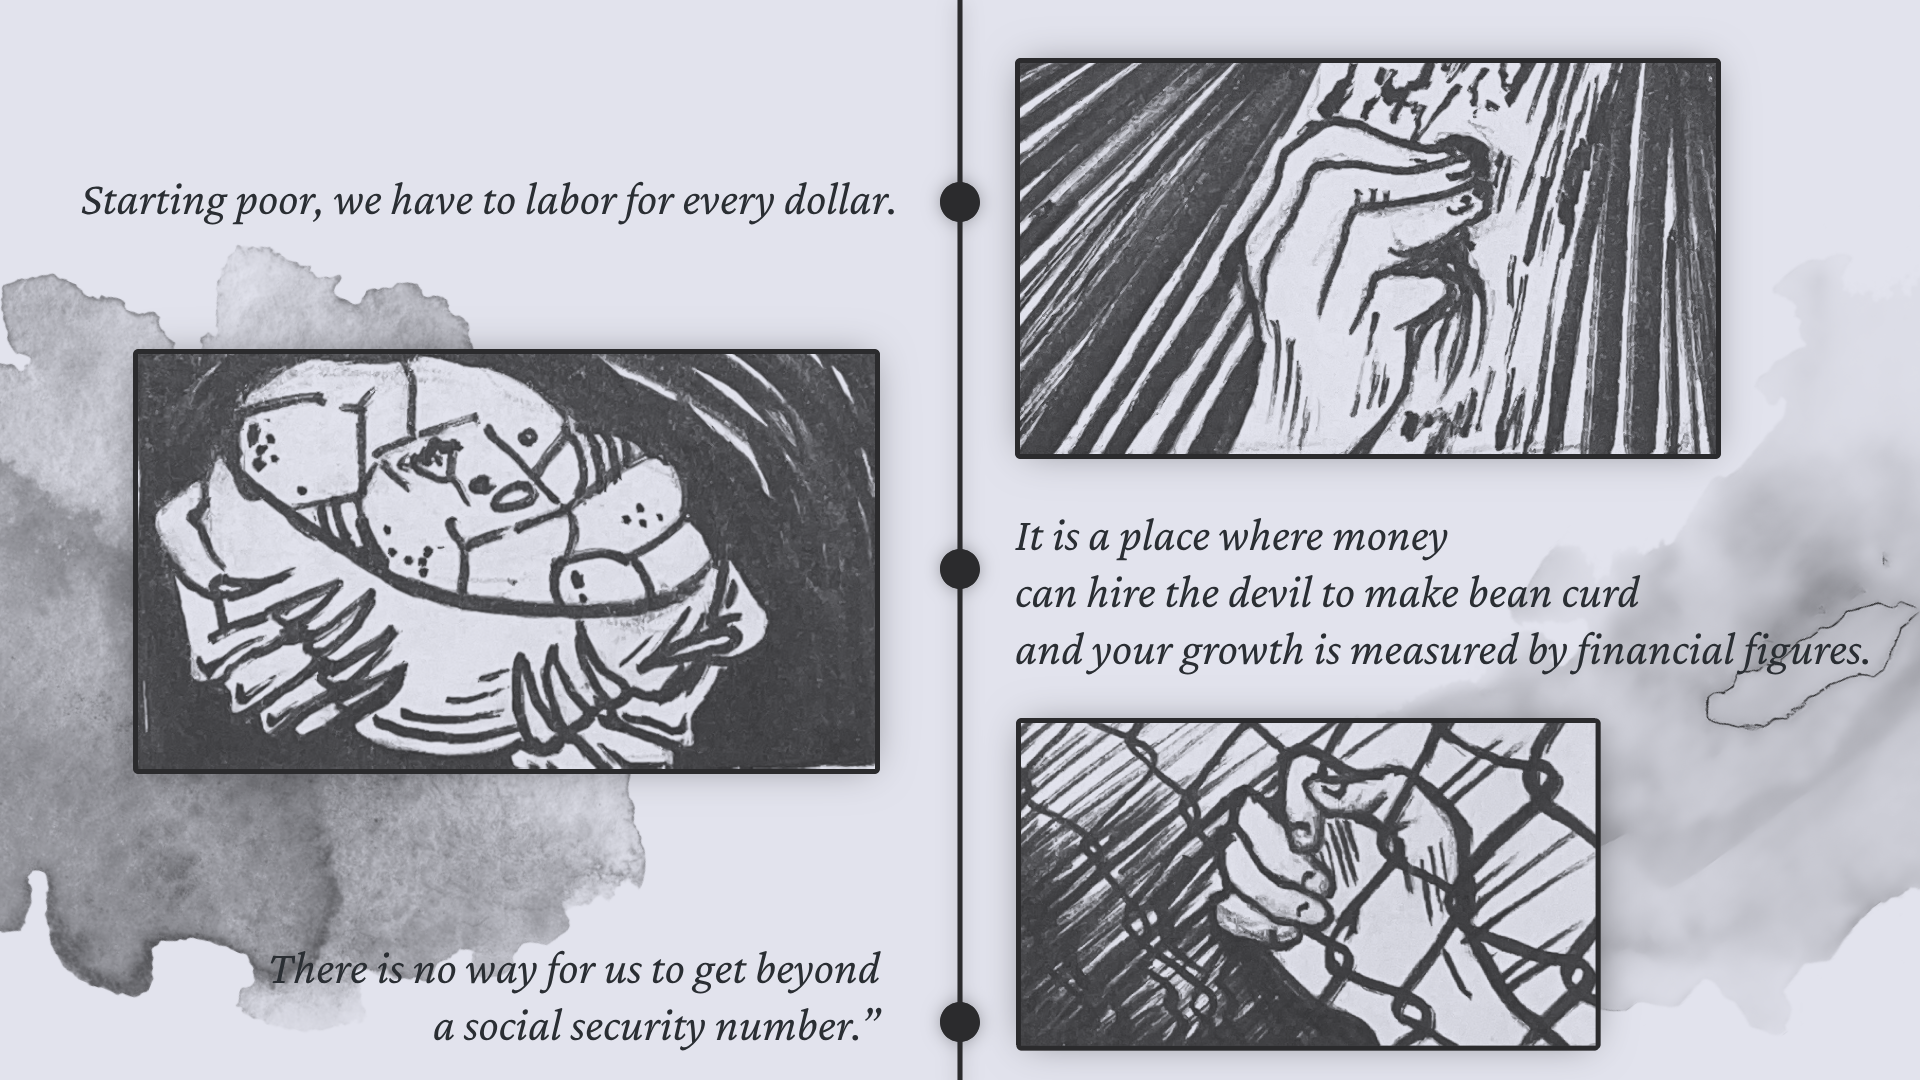 Starting poor, we have to labor for every dollar.
It is a place where money
can hire the devil to make bean curd
and your growth is measured by financial figures.
There is no way for us to get beyond
a social security number.”